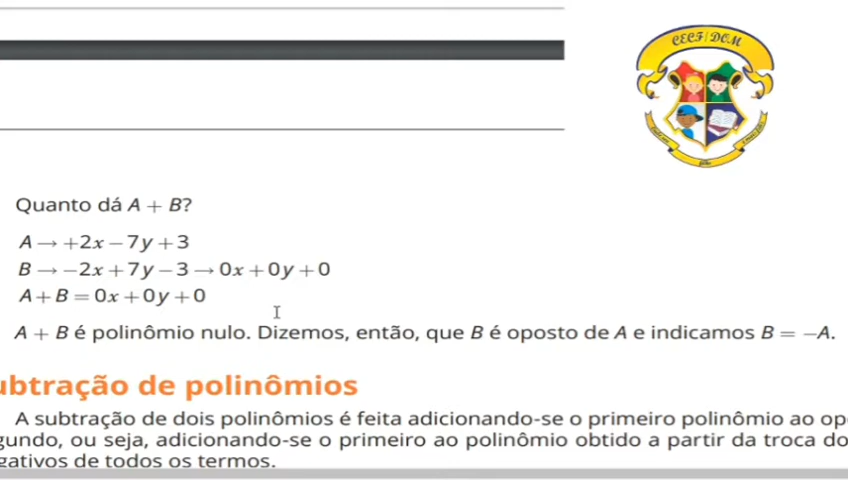 CECF/DOM
Quanto dá A + B?
A → +2x − 7y + 3
B → −2x + 7y − 3 → 0x + 0y + 0
A + B = 0x + 0y + 0
A + B é polinômio nulo. Dizemos, então, que B é oposto de A e indicamos B = −A.
ubtração de polinômios
A subtração de dois polinômios é feita adicionando-se o primeiro polinômio ao op
gundo, ou seja, adicionando-se o primeiro ao polinômio obtido a partir da troca do
gativos de todos os termos.